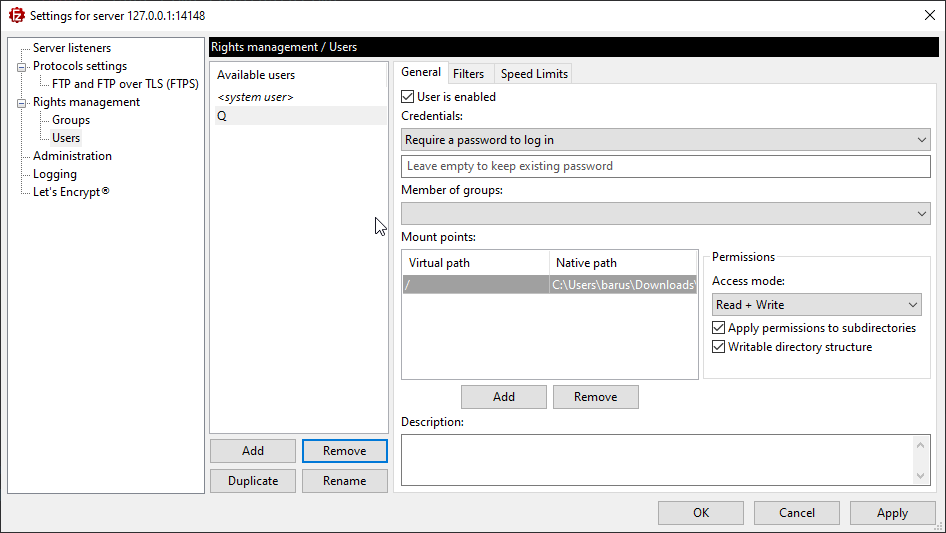 Settings for server 127.0.0.1:14148
Server listeners
Protocols settings
FTP and FTP over TLS (FTPS)
Rights management
Groups
Users
Administration
Logging
Let's Encrypt®
Rights management / Users
Available users
<system user>
Q
Add
Remove
Duplicate
Rename
General
Filters
Speed Limits
User is enabled
Credentials:
Require a password to log in
Leave empty to keep existing password
Member of groups:
Mount points:
Virtual path
Native path
/
C:\Users\barus\Downloads\
Add
Remove
Permissions
Access mode:
Read + Write
Apply permissions to subdirectories
Writable directory structure
Description:
OK
Cancel
Apply